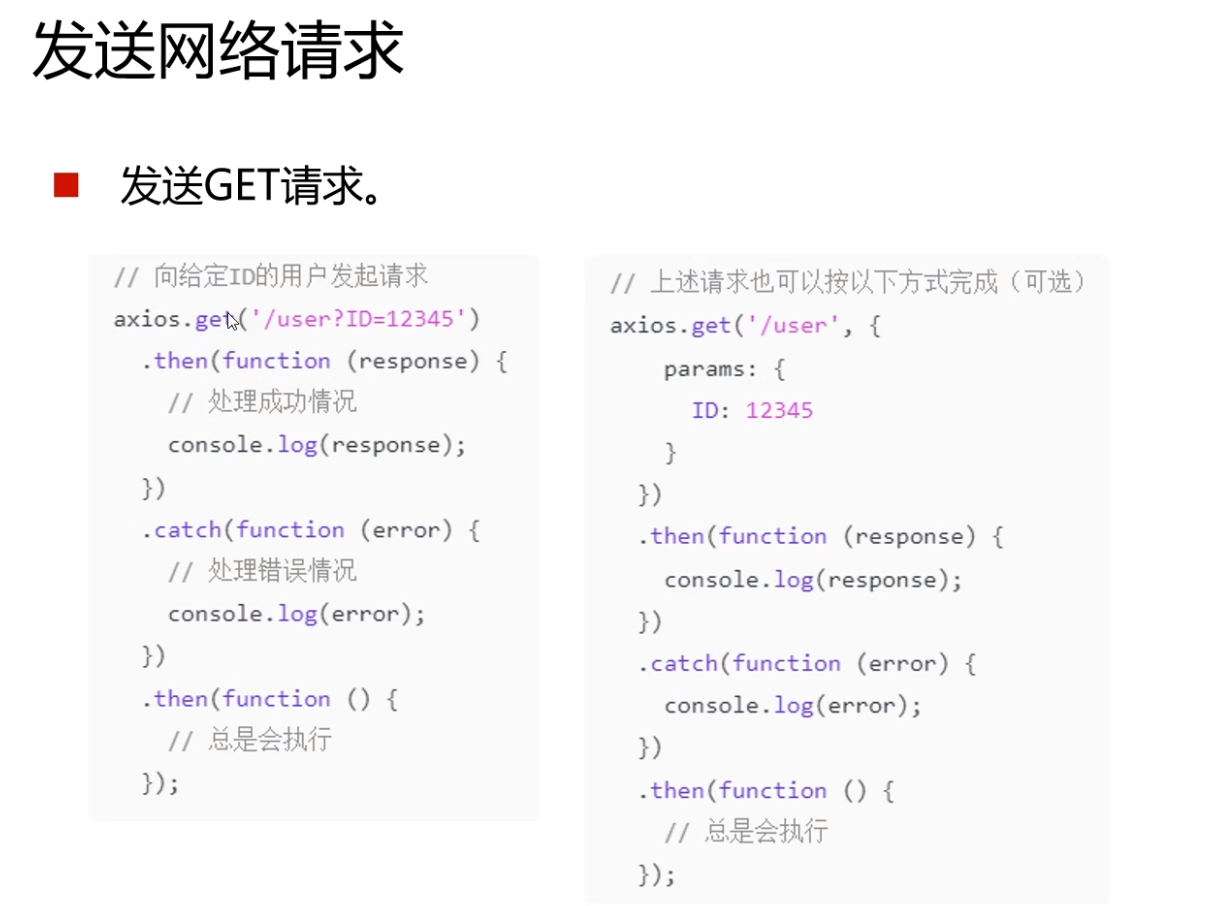 发送网络请求
发送GET请求。
// 向给定ID的用户发起请求
axios.get('/user?ID=12345')
.then(function (response) {
// 处理成功情况
console.log(response);
})
.catch(function (error) {
// 处理错误情况
console.log(error);
})
.then(function () {
// 总是会执行
});
// 上述请求也可以按以下方式完成（可选）
axios.get('/user', {
params: {
ID: 12345
}
})
.then(function (response) {
console.log(response);
})
.catch(function (error) {
console.log(error);
})
.then(function () {
// 总是会执行
});